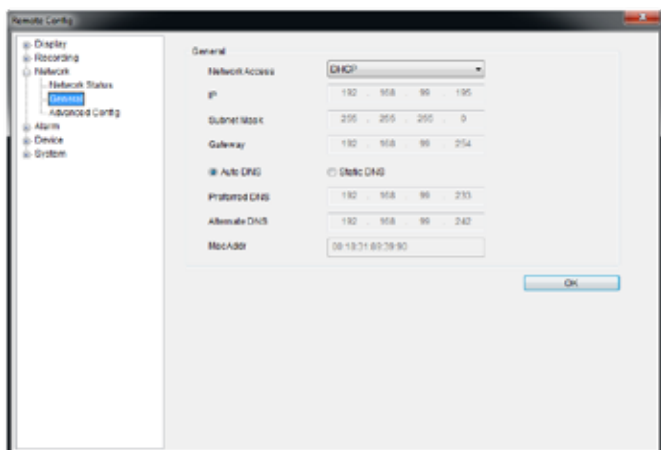 Remote Config
Display
Recording
Network
Network Status
General
Advanced Config
Alarm
Device
System
General
Network Access DHCP
IP 192 . 168 . 99 . 195
Subnet Mask 255 . 255 . 255 . 0
Gateway 192 . 168 . 99 . 254
Auto DNS Static DNS
Preferred DNS 192 . 168 . 99 . 233
Alternate DNS 192 . 168 . 99 . 242
MacAddr
OK